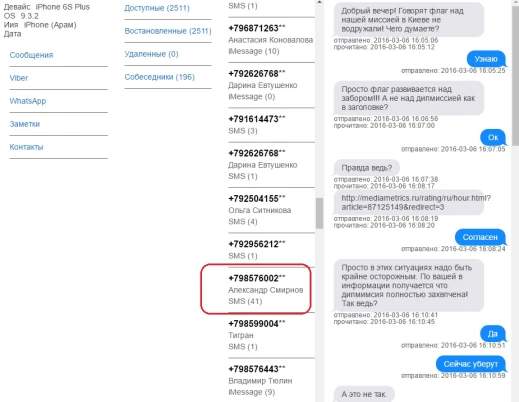 Девайс iPhone 6S Plus
OS 9.3.2
Имя iPhone (Арам)
Дата
Сообщения
Viber
WhatsApp
Заметки
Контакты
Доступные (2511)
Востановленные (2511)
Удаленные (0)
Собеседники (196)
SMS (1)
+796871263**
Анастасия Коновалова
iMessage (10)
+792626768**
Дарина Евтушенко
iMessage (1)
+791614473**
SMS (3)
+792626768**
Дарина Евтушенко
SMS (1)
+792504155**
Ольга Ситникова
SMS (4)
+792956212**
SMS (1)
+798576002**
Александр Смирнов
SMS (41)
+798599004**
Тигран
SMS (1)
+798576443**
Владимир Тюлин
iMessage (9)
Добрый вечер! Говорят флаг над
нашей миссией в Киеве не
водружали! Чем думаете?
отправлено: 2016-03-06 16:05:06
прочитано: 2016-03-06 16:05:12
Узнаю
отправлено: 2016-03-06 16:05:25
Просто флаг развивается над
забором!!! А не над дипмиссией как
в заголовке?
отправлено: 2016-03-06 16:06:56
прочитано: 2016-03-06 16:07:00
Ок
отправлено: 2016-03-06 16:07:05
Правда ведь?
отправлено: 2016-03-06 16:07:38
прочитано: 2016-03-06 16:08:17
http://mediametrics.ru/rating/ru/hour.html?
article=87125149&redirect=3
отправлено: 2016-03-06 16:08:19
прочитано: 2016-03-06 16:08:20
Согласен
отправлено: 2016-03-06 16:08:24
Просто в этих ситуациях надо быть
крайне осторожным. По вашей в
информации получается что
дипмимсия полностью захвпчена!
Так ведь?
отправлено: 2016-03-06 16:10:41
прочитано: 2016-03-06 16:10:45
Да
отправлено: 2016-03-06 16:10:51
Сейчас уберут
отправлено: 2016-03-06 16:10:59
А это не так.